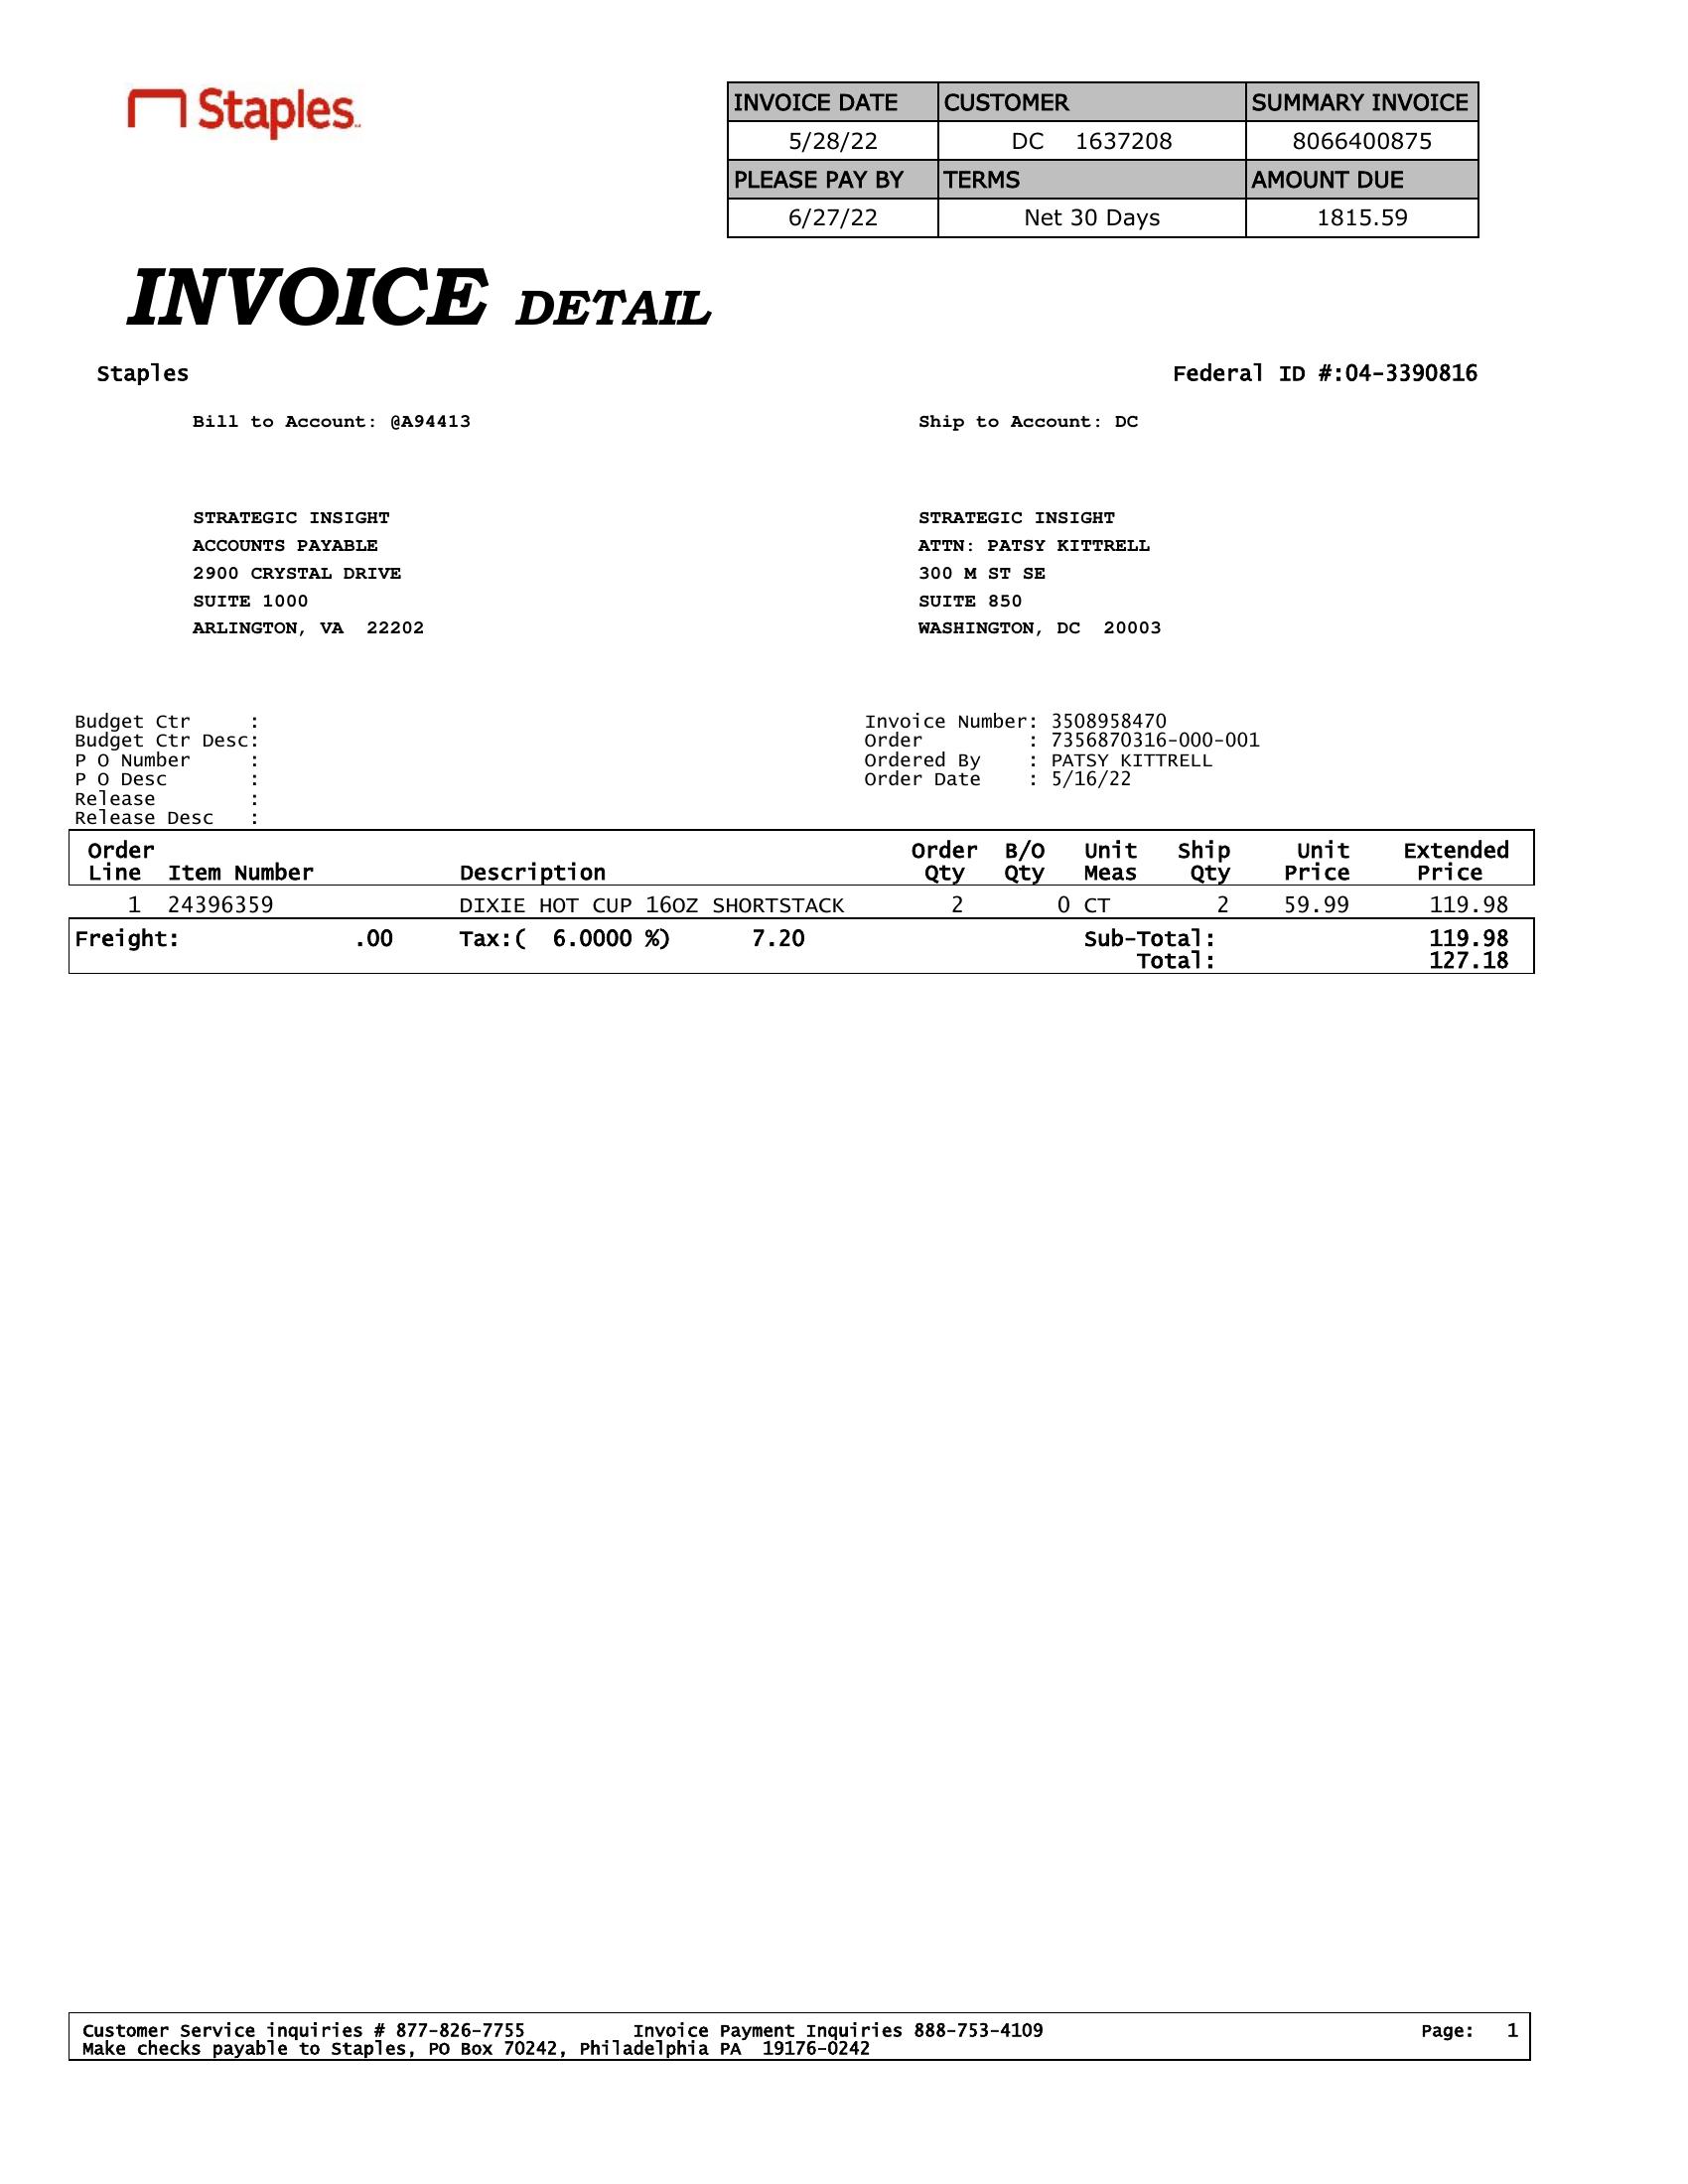 Staples
INVOICE DATE CUSTOMER SUMMARY INVOICE
5/28/22 DC 1637208 8066400875
PLEASE PAY BY TERMS AMOUNT DUE
6/27/22 Net 30 Days 1815.59
INVOICE DETAIL
Staples Federal ID #:04-3390816
Bill to Account: @A94413 Ship to Account: DC
STRATEGIC INSIGHT STRATEGIC INSIGHT
ACCOUNTS PAYABLE ATTN: PATSY KITTRELL
2900 CRYSTAL DRIVE 300 M ST SE
SUITE 1000 SUITE 850
ARLINGTON, VA 22202 WASHINGTON, DC 20003
Budget Ctr : Invoice Number: 3508958470
Budget Ctr Desc: Order : 7356870316-000-001
P O Number : Ordered By : PATSY KITTRELL
P O Desc : Order Date : 5/16/22
Release :
Release Desc :
Order Order B/O Unit Ship Unit Extended
Line Item Number Description Qty Qty Meas Qty Price Price
1 24396359 DIXIE HOT CUP 16OZ SHORTSTACK 2 0 CT 2 59.99 119.98
Freight: .00 Tax:( 6.0000 %) 7.20 Sub-Total: 119.98
Total: 127.18
Customer Service inquiries # 877-826-7755 Invoice Payment Inquiries 888-753-4109 Page: 1
Make checks payable to Staples, PO Box 70242, Philadelphia PA 19176-0242